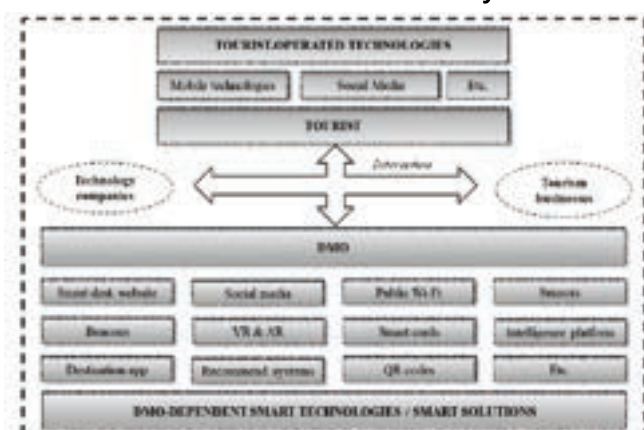 TOURIST-OPERATED TECHNOLOGIES
Mobile technologies Social Media Etc.
TOURIST
Interaction
Technology companies
Tourism businesses
DMO
Smart dest. website Social media Public Wi-Fi Sensors
Beacons VR & AR Smart cards Intelligence platform
Destination app Recommend. systems QR codes Etc.
DMO-DEPENDENT SMART TECHNOLOGIES / SMART SOLUTIONS